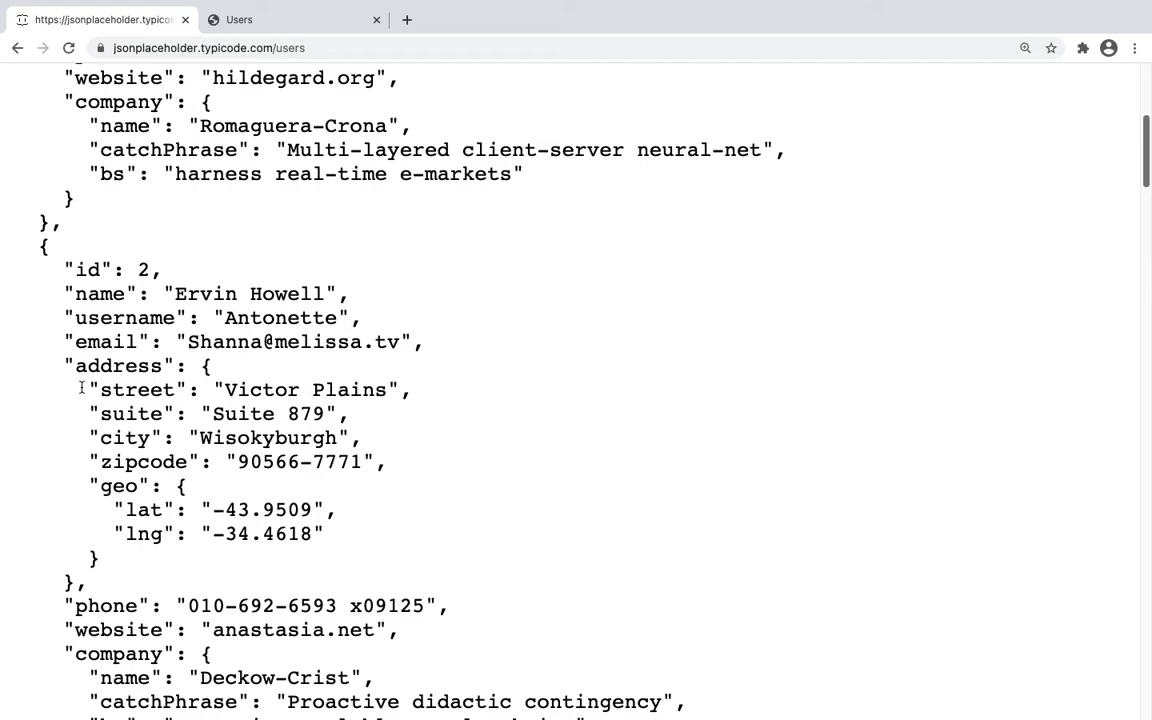 https://jsonplaceholder.typico
Users
jsonplaceholder.typicode.com/users
"website": "hildegard.org",
"company": {
"name": "Romaguera-Crona",
"catchPhrase": "Multi-layered client-server neural-net",
"bs": "harness real-time e-markets"
}
},
{
"id": 2,
"name": "Ervin Howell",
"username": "Antonette",
"email": "Shanna@melissa.tv",
"address": {
"street": "Victor Plains",
"suite": "Suite 879",
"city": "Wisokyburgh",
"zipcode": "90566-7771",
"geo": {
"lat": "-43.9509",
"lng": "-34.4618"
}
},
"phone": "010-692-6593 x09125",
"website": "anastasia.net",
"company": {
"name": "Deckow-Crist",
"catchPhrase": "Proactive didactic contingency",